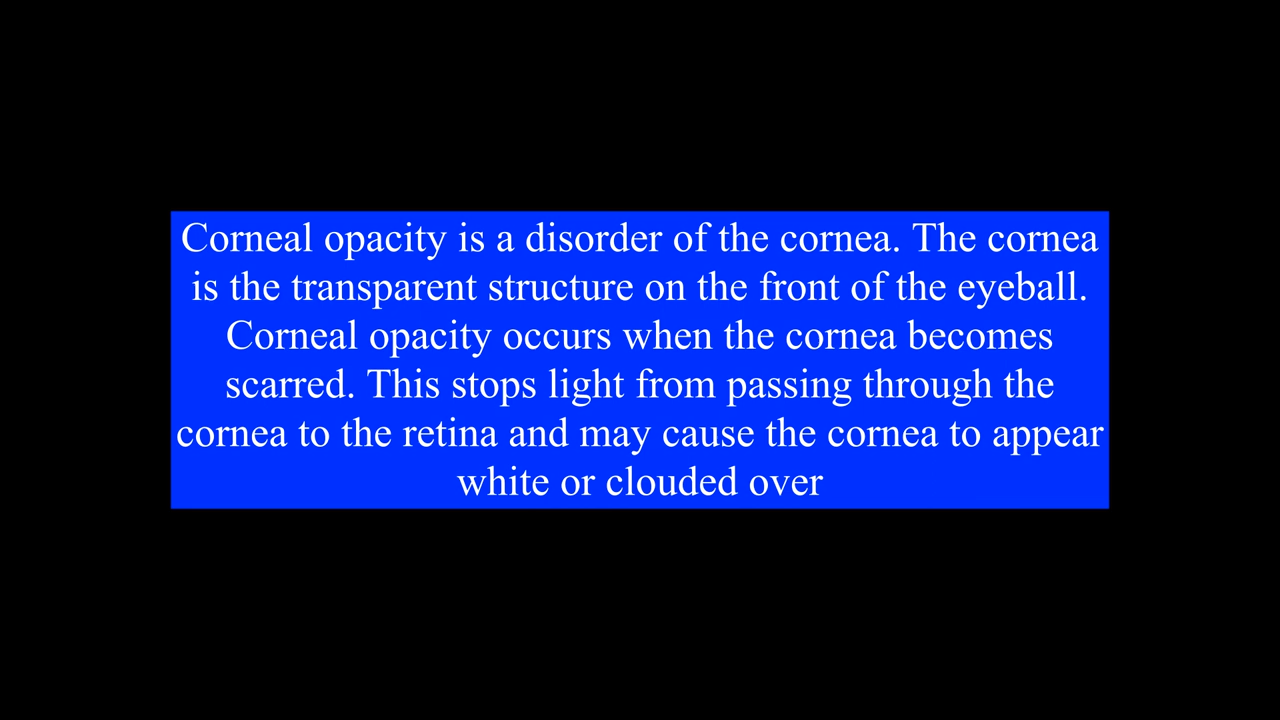 Corneal opacity is a disorder of the cornea. The cornea
is the transparent structure on the front of the eyeball.
Corneal opacity occurs when the cornea becomes
scarred. This stops light from passing through the
cornea to the retina and may cause the cornea to appear
white or clouded over